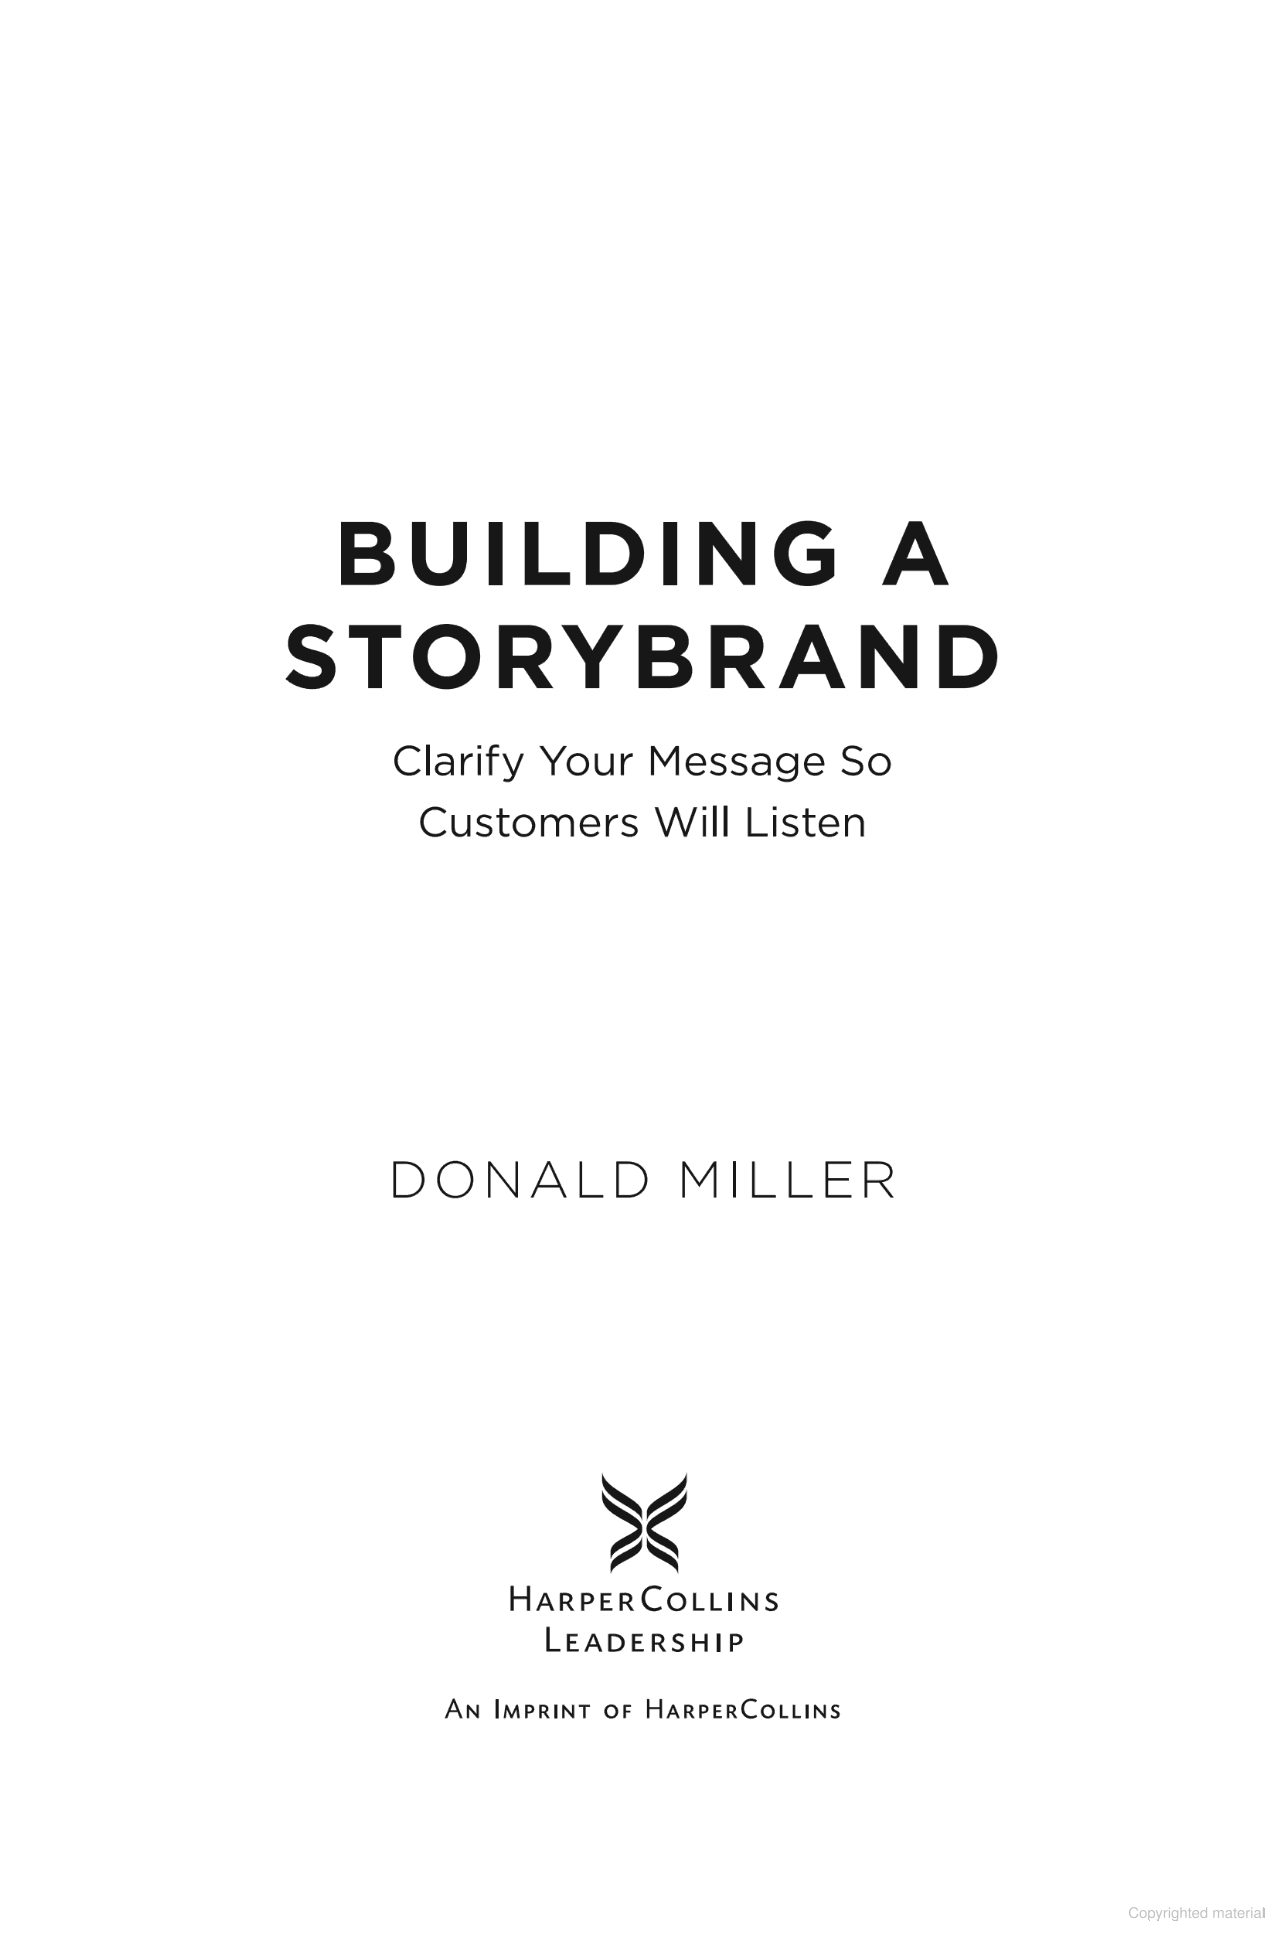 BUILDING A
STORYBRAND
Clarify Your Message So
Customers Will Listen
DONALD MILLER
HarperCollins
Leadership
An Imprint of HarperCollins
Copyrighted material